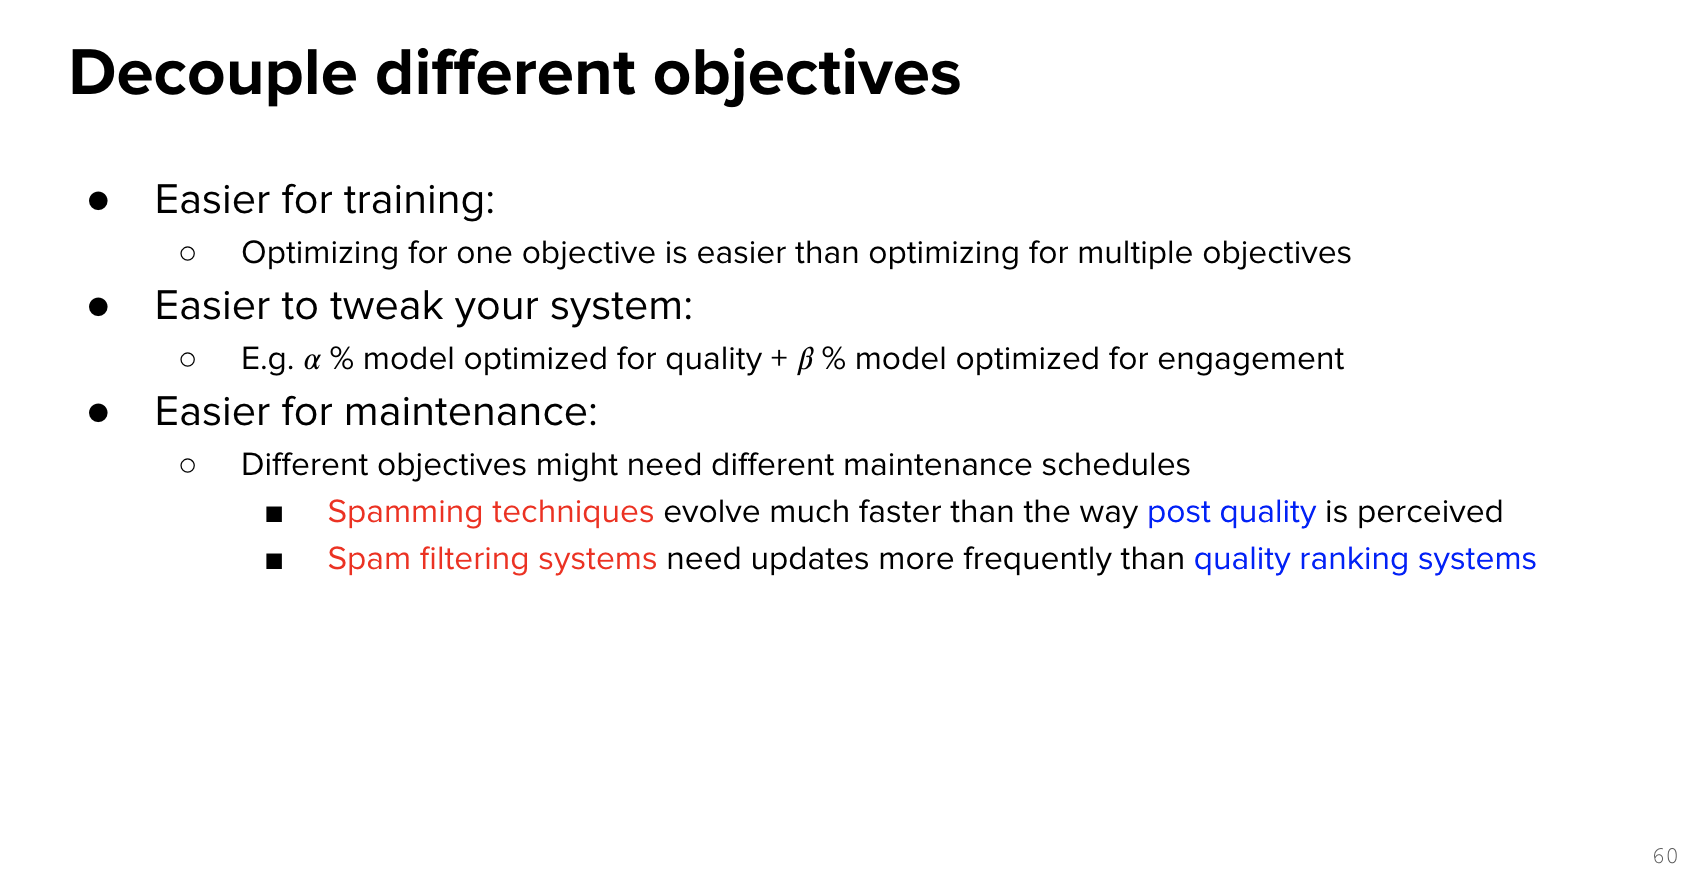 Decouple different objectives
● Easier for training:
○ Optimizing for one objective is easier than optimizing for multiple objectives
● Easier to tweak your system:
○ E.g. α % model optimized for quality + β % model optimized for engagement
● Easier for maintenance:
○ Different objectives might need different maintenance schedules
■ Spamming techniques evolve much faster than the way post quality is perceived
■ Spam filtering systems need updates more frequently than quality ranking systems
60